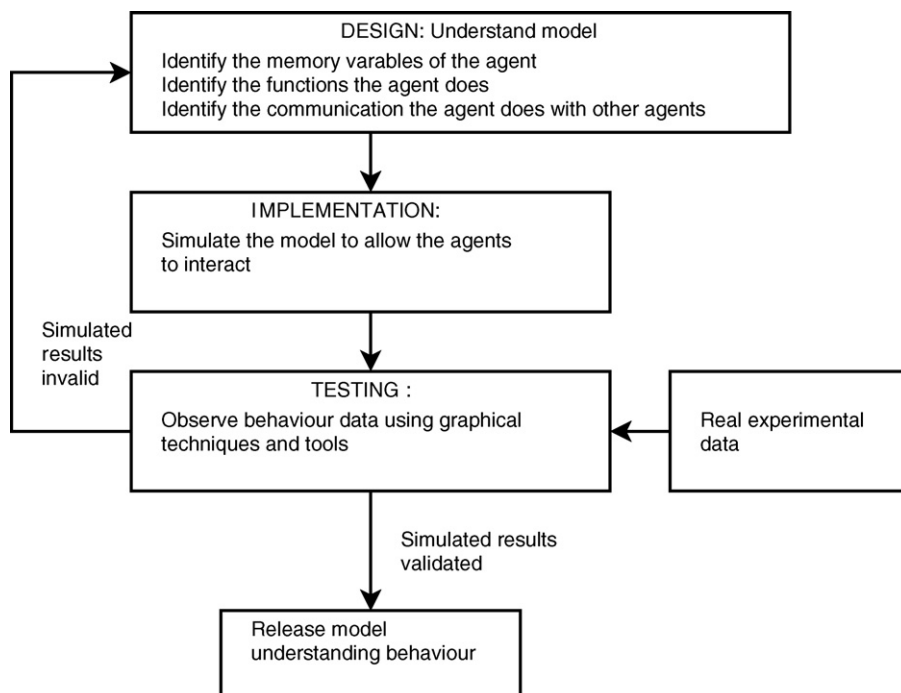 DESIGN: Understand model
Identify the memory varables of the agent
Identify the functions the agent does
Identify the communication the agent does with other agents
IMPLEMENTATION:
Simulate the model to allow the agents
to interact
Simulated
results
invalid
TESTING :
Observe behaviour data using graphical
techniques and tools
Real experimental
data
Simulated results
validated
Release model
understanding behaviour